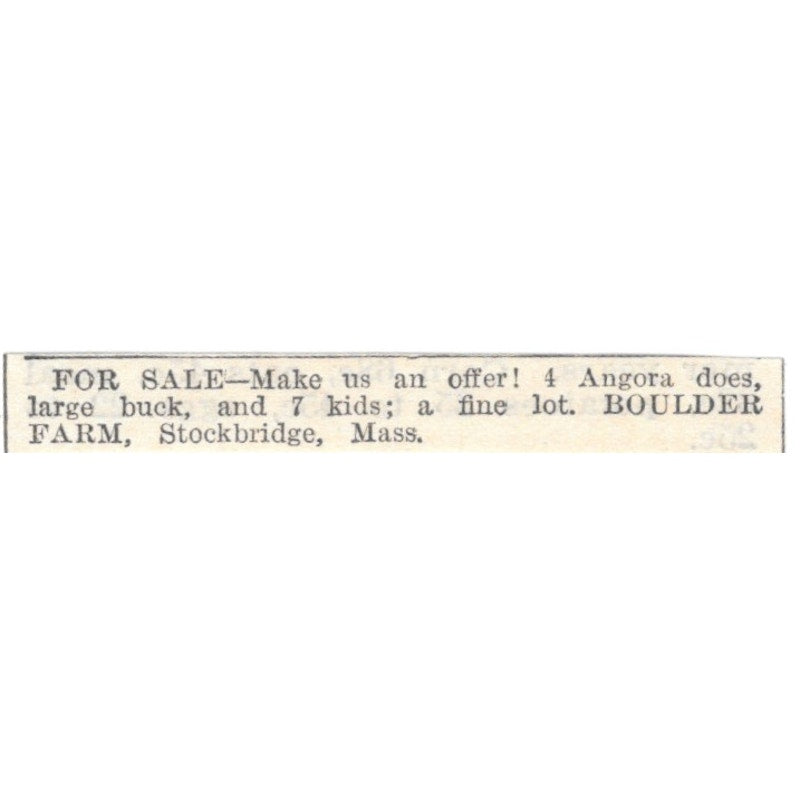 FOR SALE—Make us an offer! 4 Angora does,
large buck, and 7 kids; a fine lot. BOULDER
FARM, Stockbridge, Mass.